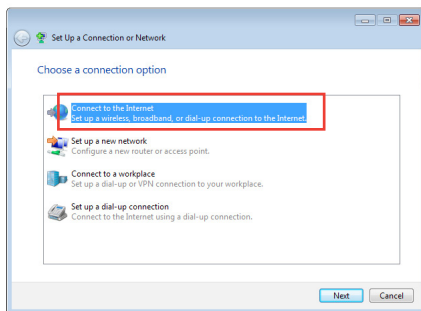 Set Up a Connection or Network
Choose a connection option
Connect to the Internet
Set up a wireless, broadband, or dial-up connection to the Internet.
Set up a new network
Configure a new router or access point.
Connect to a workplace
Set up a dial-up or VPN connection to your workplace.
Set up a dial-up connection
Connect to the Internet using a dial-up connection.
Next Cancel